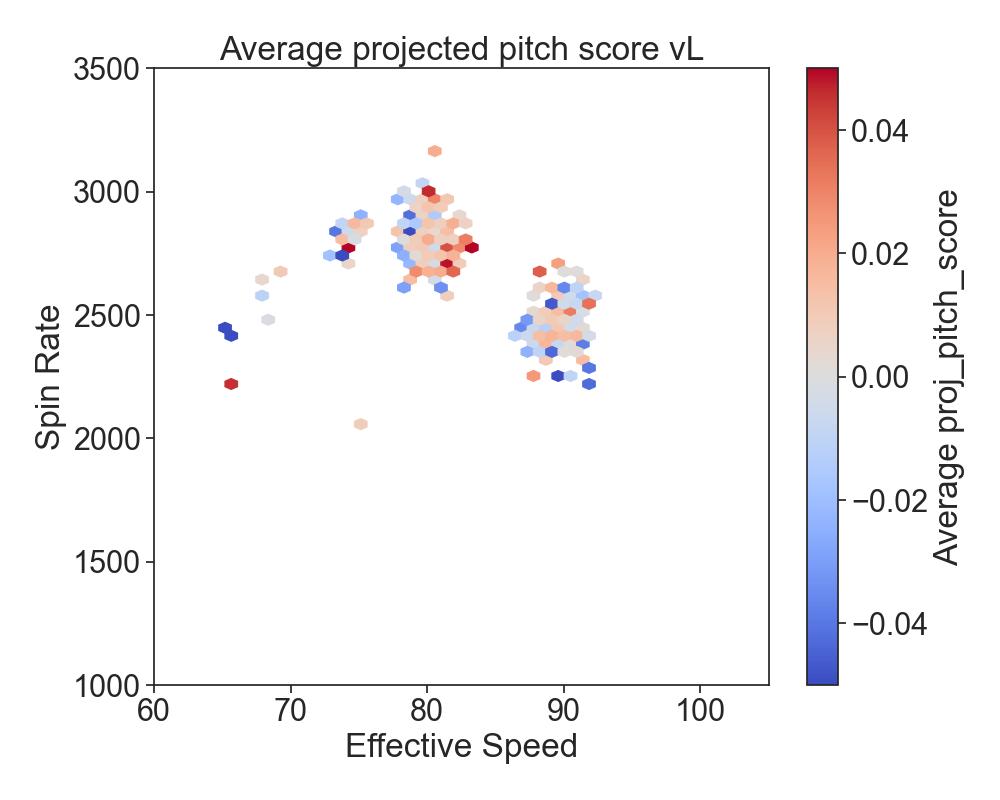 Average projected pitch score vL
3500
3000
2500
2000
1500
1000
Spin Rate
60 70 80 90 100
Effective Speed
0.04
0.02
0.00
−0.02
−0.04
Average proj_pitch_score